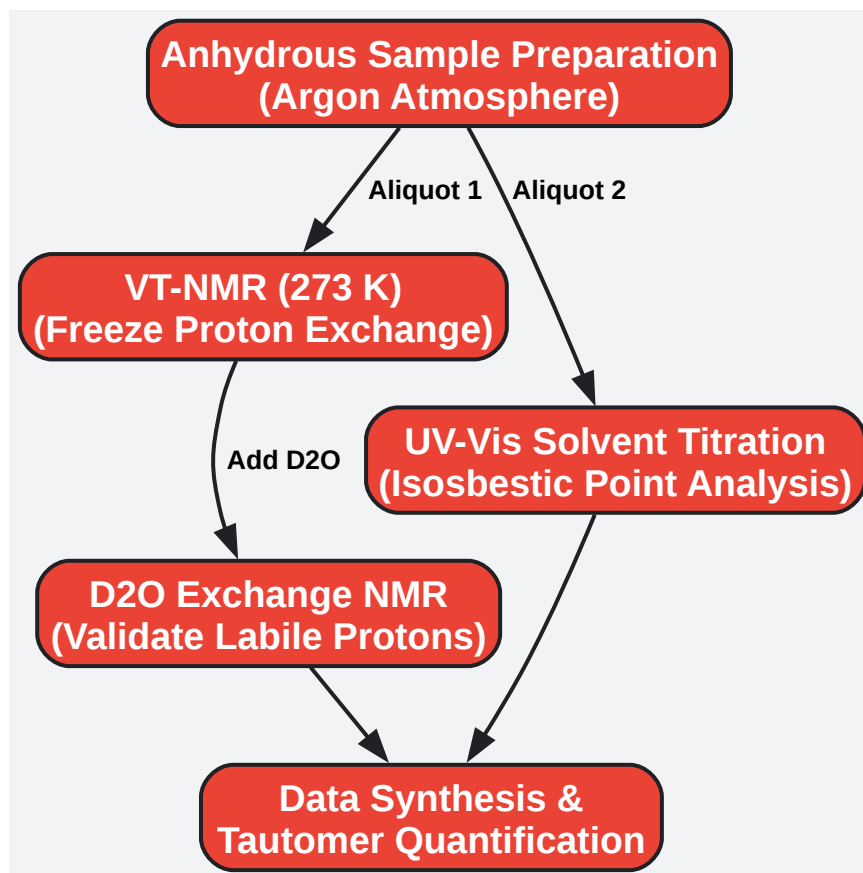 Anhydrous Sample Preparation
(Argon Atmosphere)
Aliquot 1
Aliquot 2
VT-NMR (273 K)
(Freeze Proton Exchange)
UV-Vis Solvent Titration
(Isosbestic Point Analysis)
Add D2O
D2O Exchange NMR
(Validate Labile Protons)
Data Synthesis &
Tautomer Quantification